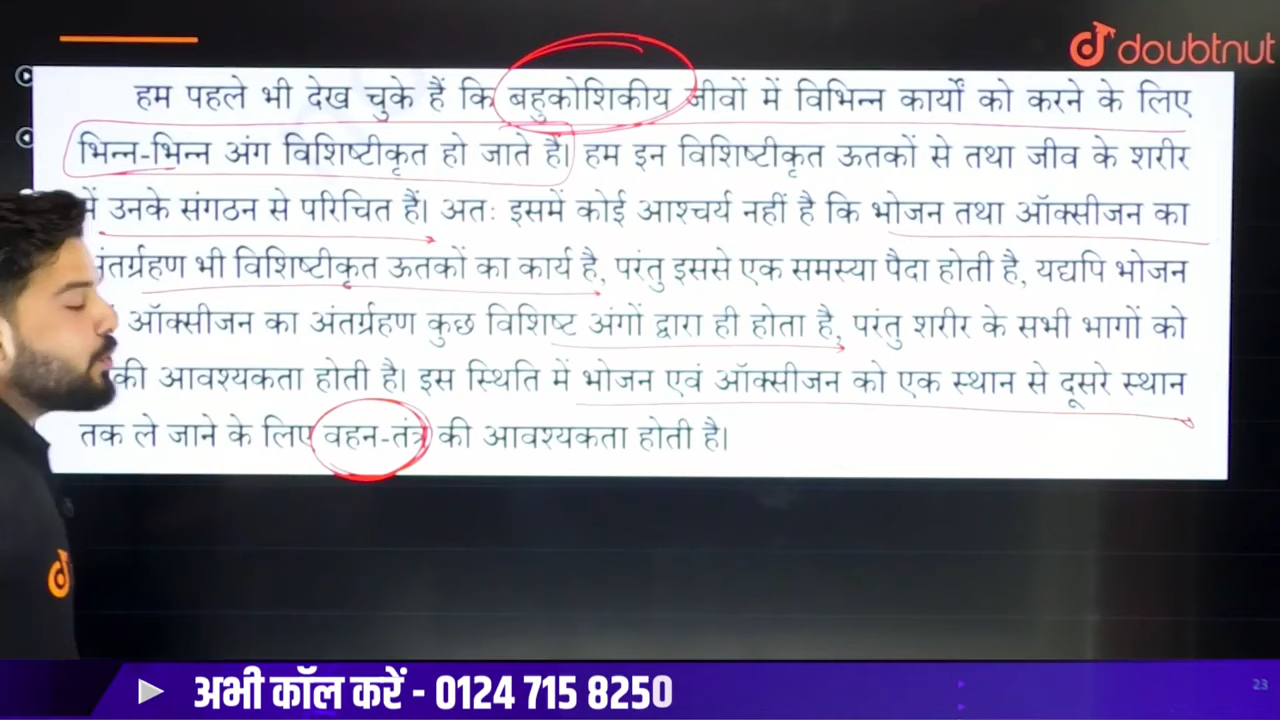 doubtnut
हम पहले भी देख चुके हैं कि बहुकोशिकीय जीवों में विभिन्न कार्यों को करने के लिए
भिन्न-भिन्न अंग विशिष्टीकृत हो जाते हैं। हम इन विशिष्टीकृत ऊतकों से तथा जीव के शरीर
में उनके संगठन से परिचित हैं। अतः इसमें कोई आश्चर्य नहीं है कि भोजन तथा ऑक्सीजन का
अंतर्ग्रहण भी विशिष्टीकृत ऊतकों का कार्य है, परंतु इससे एक समस्या पैदा होती है, यद्यपि भोजन
ऑक्सीजन का अंतर्ग्रहण कुछ विशिष्ट अंगों द्वारा ही होता है, परंतु शरीर के सभी भागों को
की आवश्यकता होती है। इस स्थिति में भोजन एवं ऑक्सीजन को एक स्थान से दूसरे स्थान
तक ले जाने के लिए वहन-तंत्र की आवश्यकता होती है।
अभी कॉल करें - 0124 715 8250
23